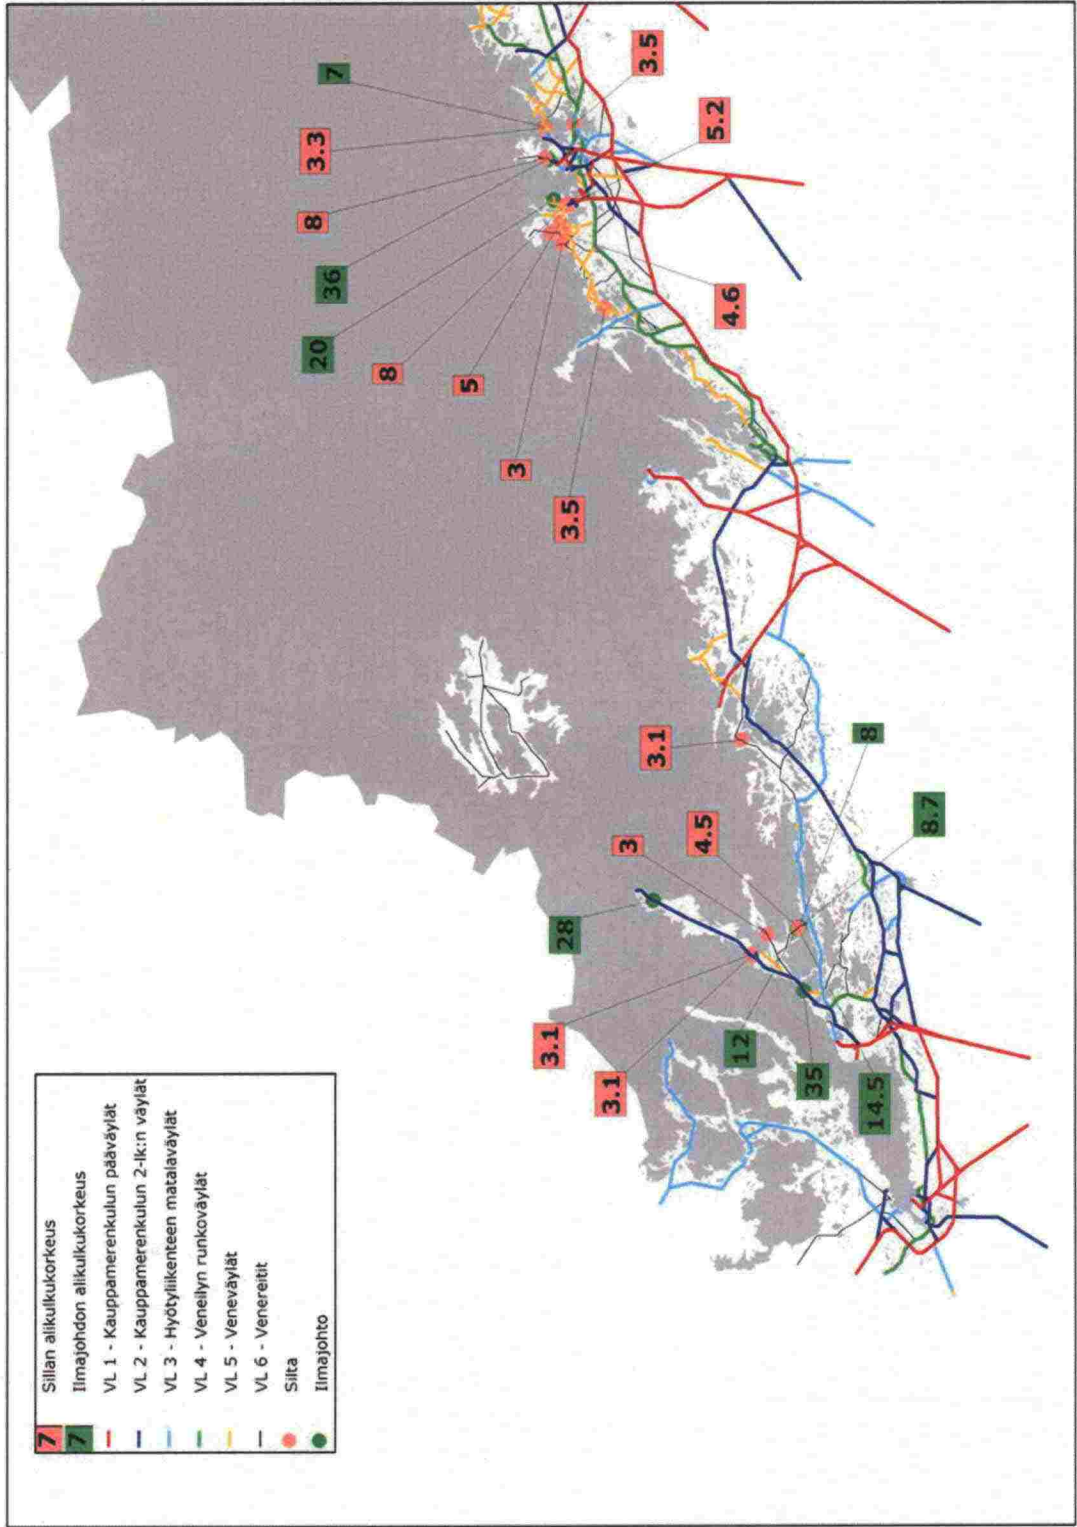 7 Sillan alikulkukorkeus
7 Ilmajohdon alikulkukorkeus
VL 1 - Kauppamerenkulun pääväylät
VL 2 - Kauppamerenkulun 2-lk:n väylät
VL 3 - Hyötyliikenteen matalaväylät
VL 4 - Veneilyn runkoväylät
VL 5 - Veneväylät
VL 6 - Venereitit
Silta
Ilmajohto
3.1
3.1
12
35
14.5
28
3
4.5
3.1
8
8.7
3.5
3
5
8
20
36
8
3.3
7
3.5
5.2
4.6